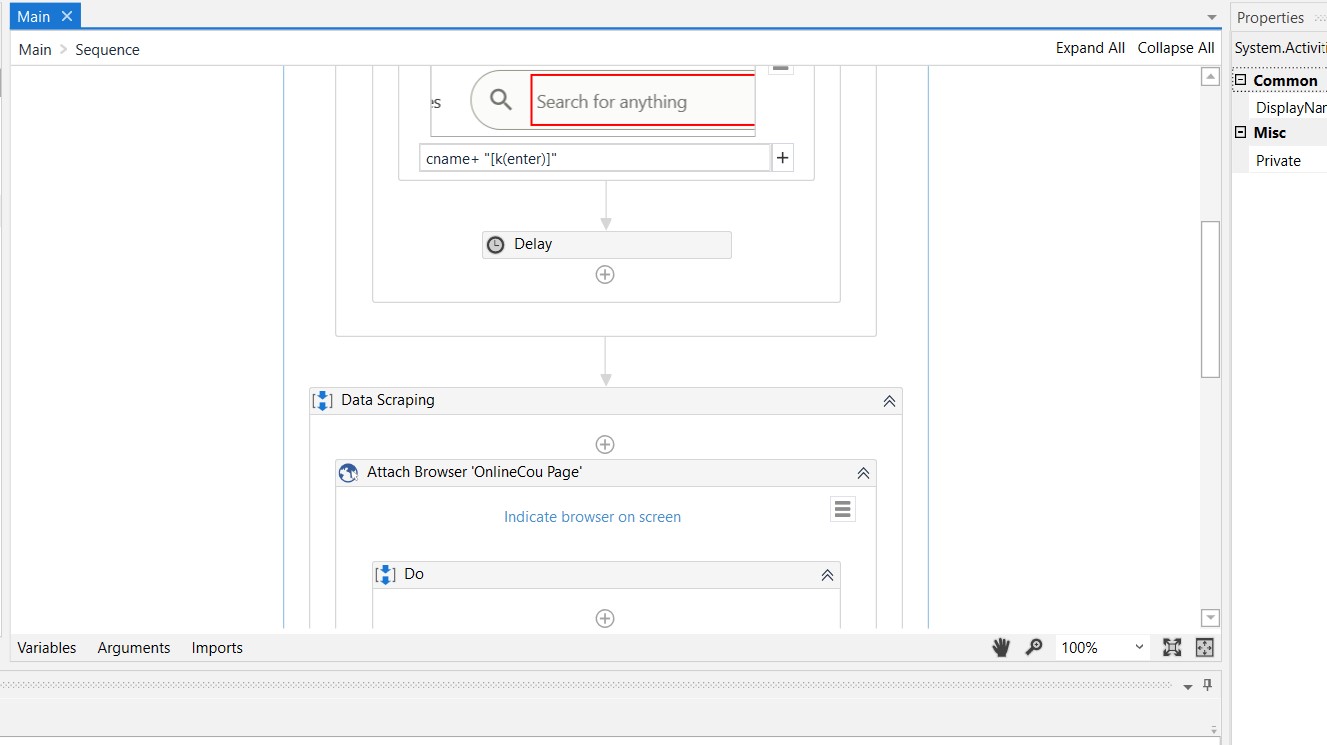 Main
Properties
Main > Sequence
Expand All Collapse All
System.Activiti
Common
DisplayNar
Misc
Private
es
Search for anything
cname+ "[k(enter)]"
Delay
Data Scraping
Attach Browser 'OnlineCou Page'
Indicate browser on screen
Do
Variables Arguments Imports
100%